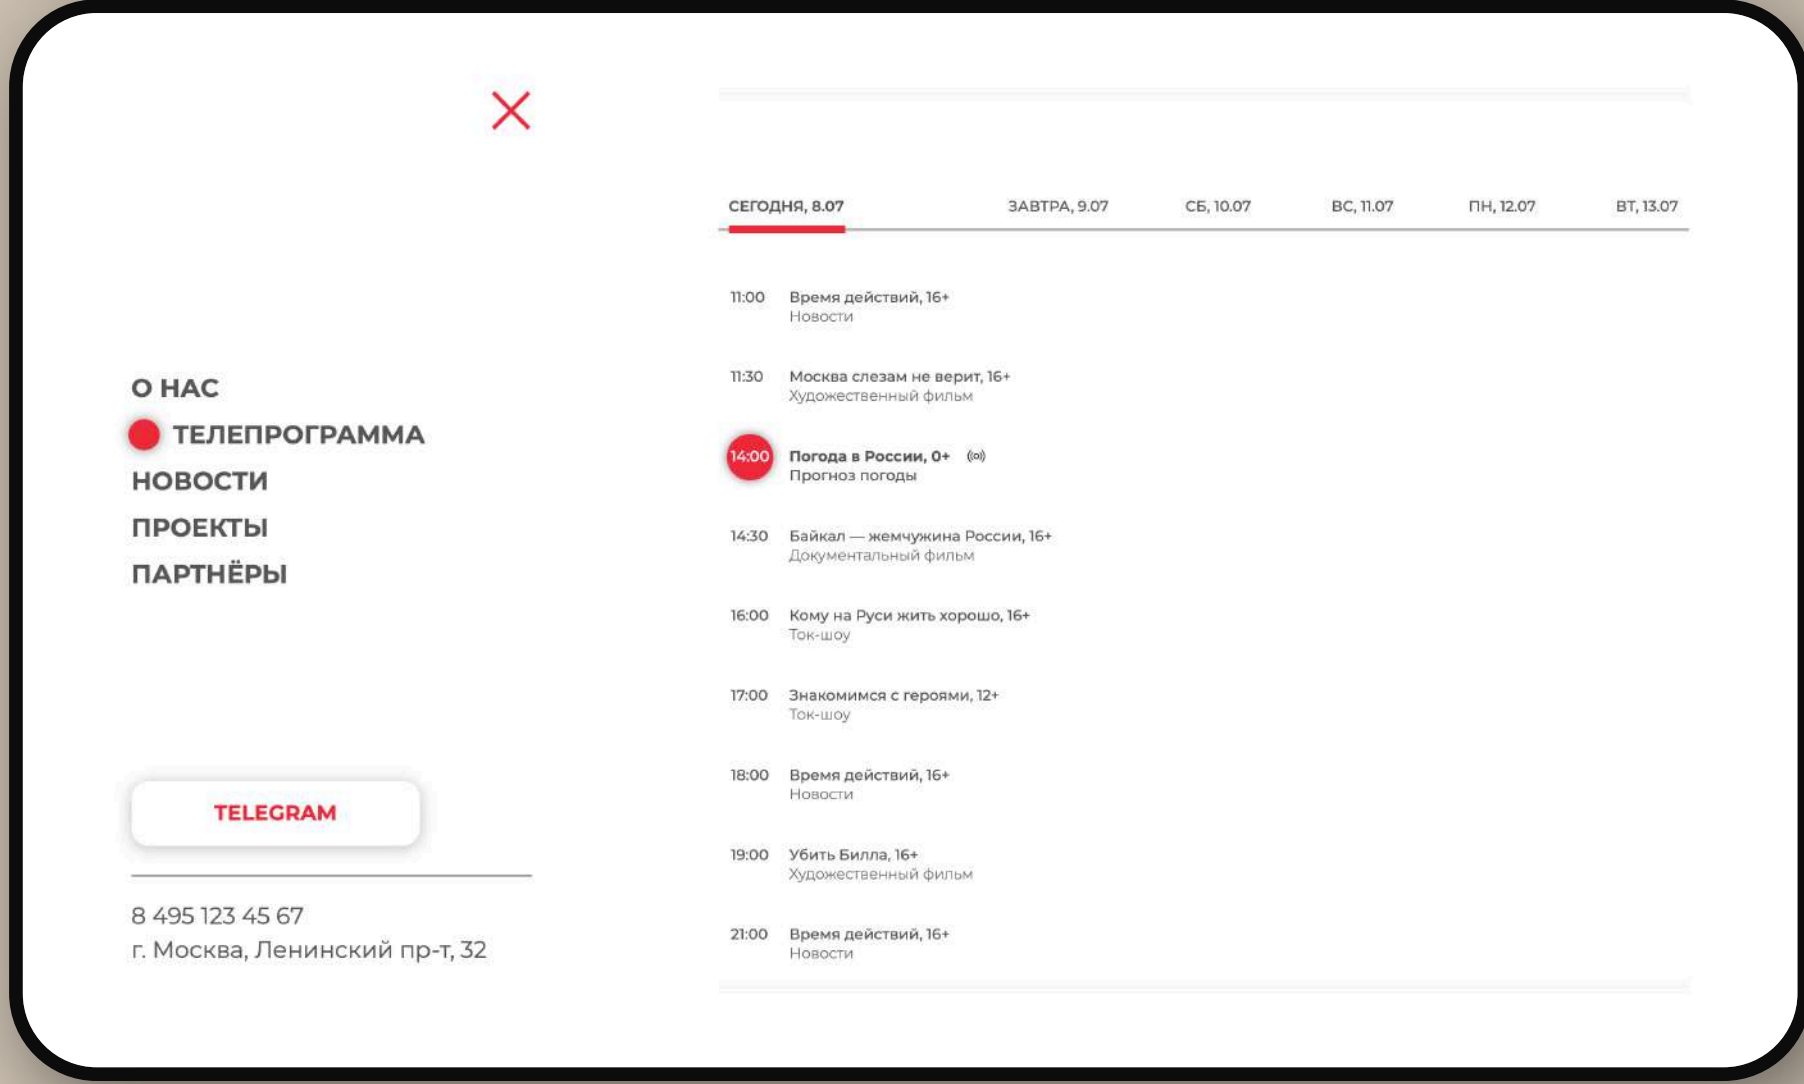 О НАС
ТЕЛЕПРОГРАММА
НОВОСТИ
ПРОЕКТЫ
ПАРТНЁРЫ
TELEGRAM
8 495 123 45 67
г. Москва, Ленинский пр-т, 32
СЕГОДНЯ, 8.07 ЗАВТРА, 9.07 СБ, 10.07 ВС, 11.07 ПН, 12.07 ВТ, 13.07
11:00 Время действий, 16+
Новости
11:30 Москва слезам не верит, 16+
Художественный фильм
14:00 Погода в России, 0+
Прогноз погоды
14:30 Байкал — жемчужина России, 16+
Документальный фильм
16:00 Кому на Руси жить хорошо, 16+
Ток-шоу
17:00 Знакомимся с героями, 12+
Ток-шоу
18:00 Время действий, 16+
Новости
19:00 Убить Билла, 16+
Художественный фильм
21:00 Время действий, 16+
Новости